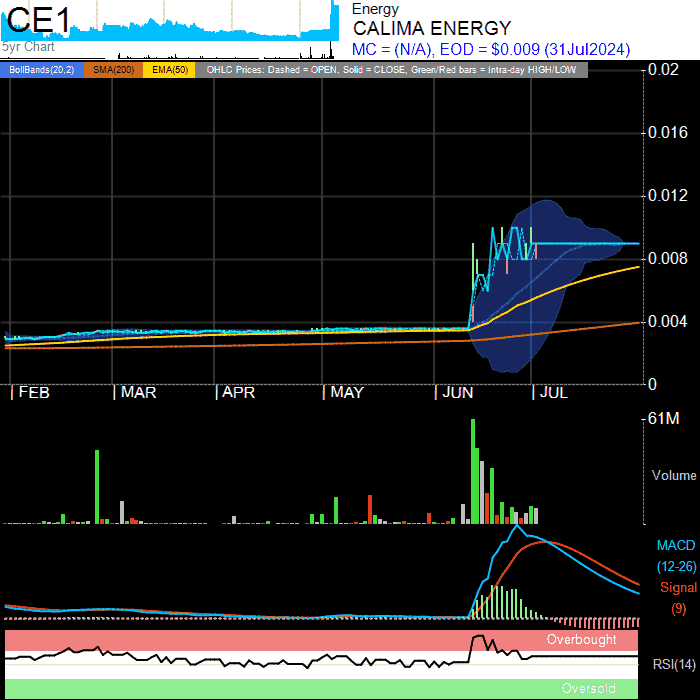 CE1
5yr Chart
Energy
CALIMA ENERGY
MC = (N/A), EOD = $0.009 (31Jul2024)
BollBands(20,2) SMA(200) EMA(50) OHLC Prices: Dashed = OPEN, Solid = CLOSE, Green/Red bars = Intra-day HIGH/LOW
0.02
0.016
0.012
0.008
0.004
0
FEB MAR APR MAY JUN JUL
61M
Volume
MACD
(12-26)
Signal
(9)
Overbought
RSI(14)
Oversold